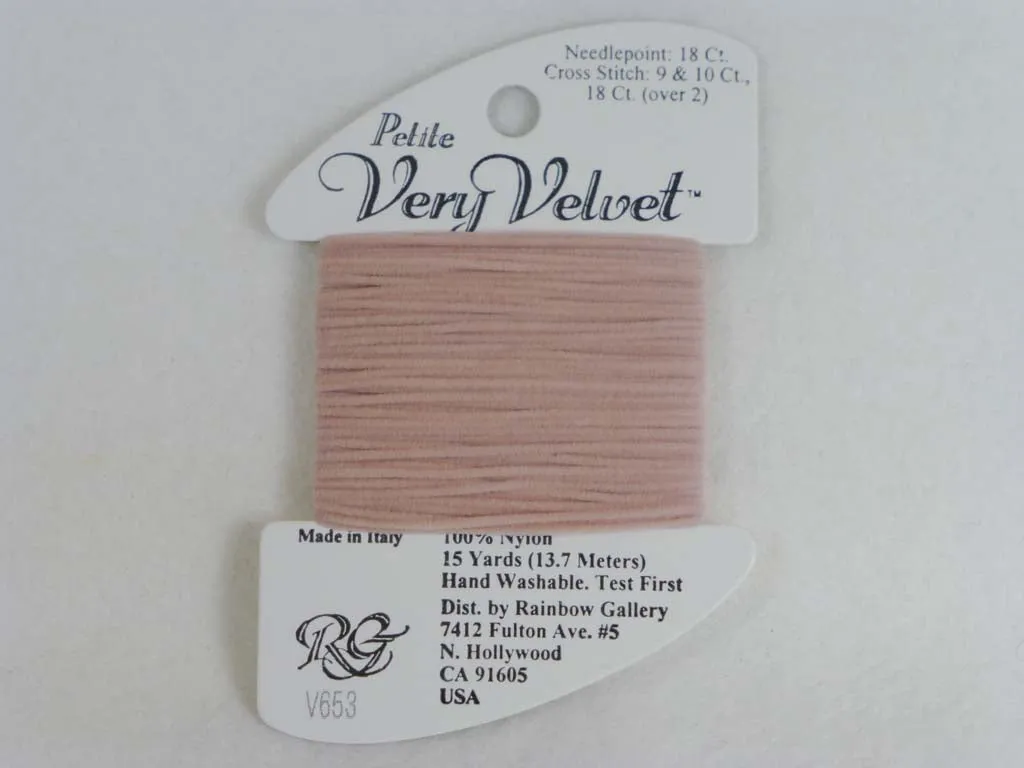 Needlepoint: 18 Ct.
Cross Stitch: 9 & 10 Ct.,
18 Ct. (over 2)
Petite
Very Velvet™
Made in Italy
100% Nylon
15 Yards (13.7 Meters)
Hand Washable. Test First
Dist. by Rainbow Gallery
7412 Fulton Ave. #5
N. Hollywood
CA 91605
USA
RG
V653